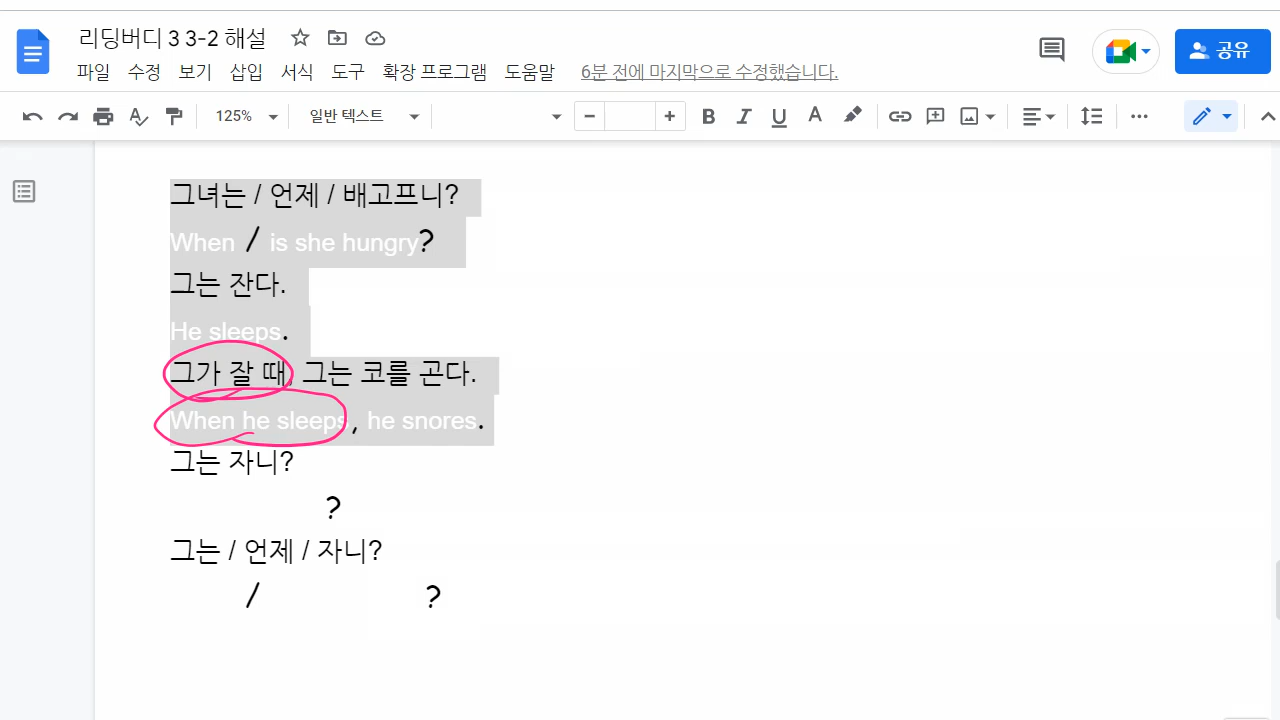 리딩버디 3 3-2 해설
파일 수정 보기 삽입 서식 도구 확장 프로그램 도움말 6분 전에 마지막으로 수정했습니다.
공유
125% 일반 텍스트 − + B I U A
그녀는 / 언제 / 배고프니?
When / is she hungry?
그는 잔다.
He sleeps.
그가 잘 때, 그는 코를 곤다.
When he sleeps, he snores.
그는 자니?
?
그는 / 언제 / 자니?
/ ?